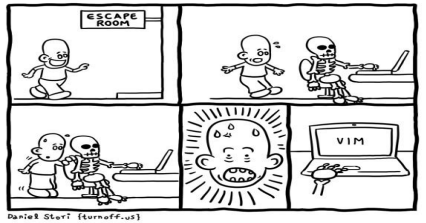 ESCAPE
ROOM
VIM
Daniel Stori {turnoff.us}